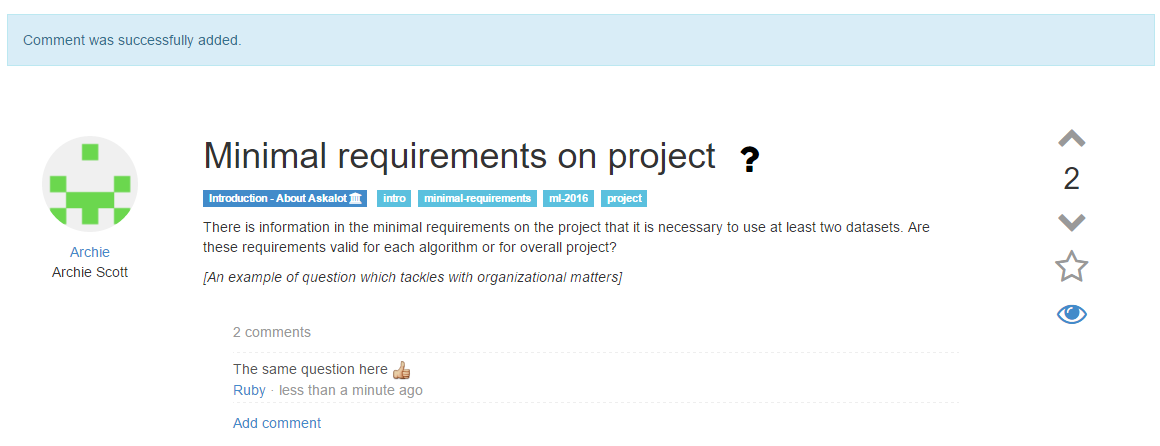 Comment was successfully added.
Minimal requirements on project ?
Introduction - About Askalot intro minimal-requirements ml-2016 project
There is information in the minimal requirements on the project that it is necessary to use at least two datasets. Are
these requirements valid for each algorithm or for overall project?
[An example of question which tackles with organizational matters]
Archie
Archie Scott
2
2 comments
The same question here
Ruby · less than a minute ago
Add comment